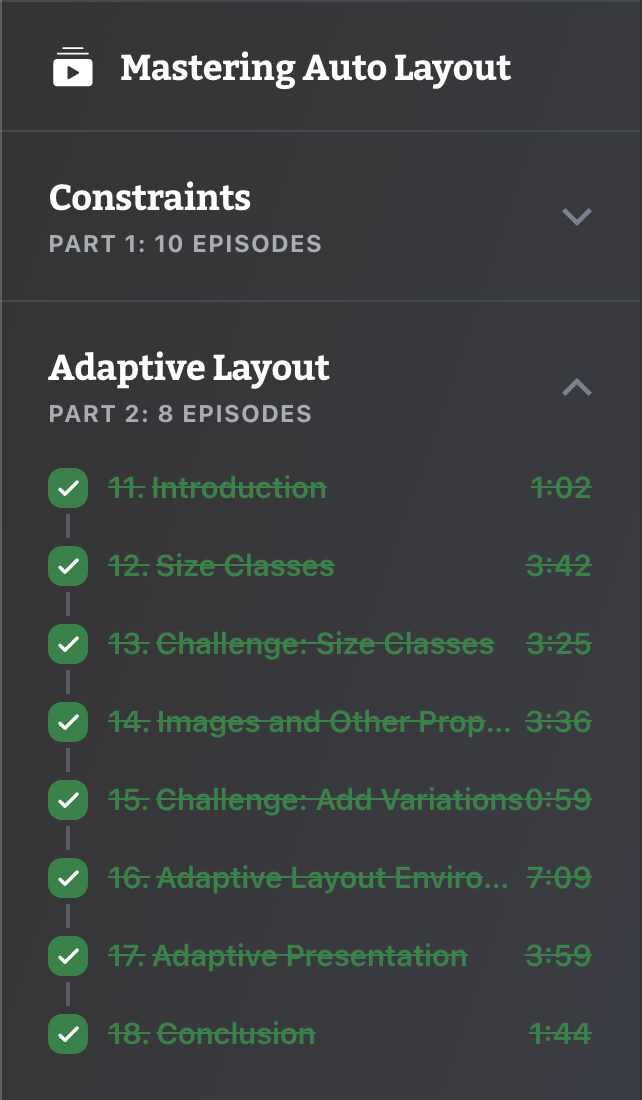 Mastering Auto Layout
Constraints
PART 1: 10 EPISODES
Adaptive Layout
PART 2: 8 EPISODES
11. Introduction 1:02
12. Size Classes 3:42
13. Challenge: Size Classes 3:25
14. Images and Other Prop... 3:36
15. Challenge: Add Variations 0:59
16. Adaptive Layout Enviro... 7:09
17. Adaptive Presentation 3:59
18. Conclusion 1:44